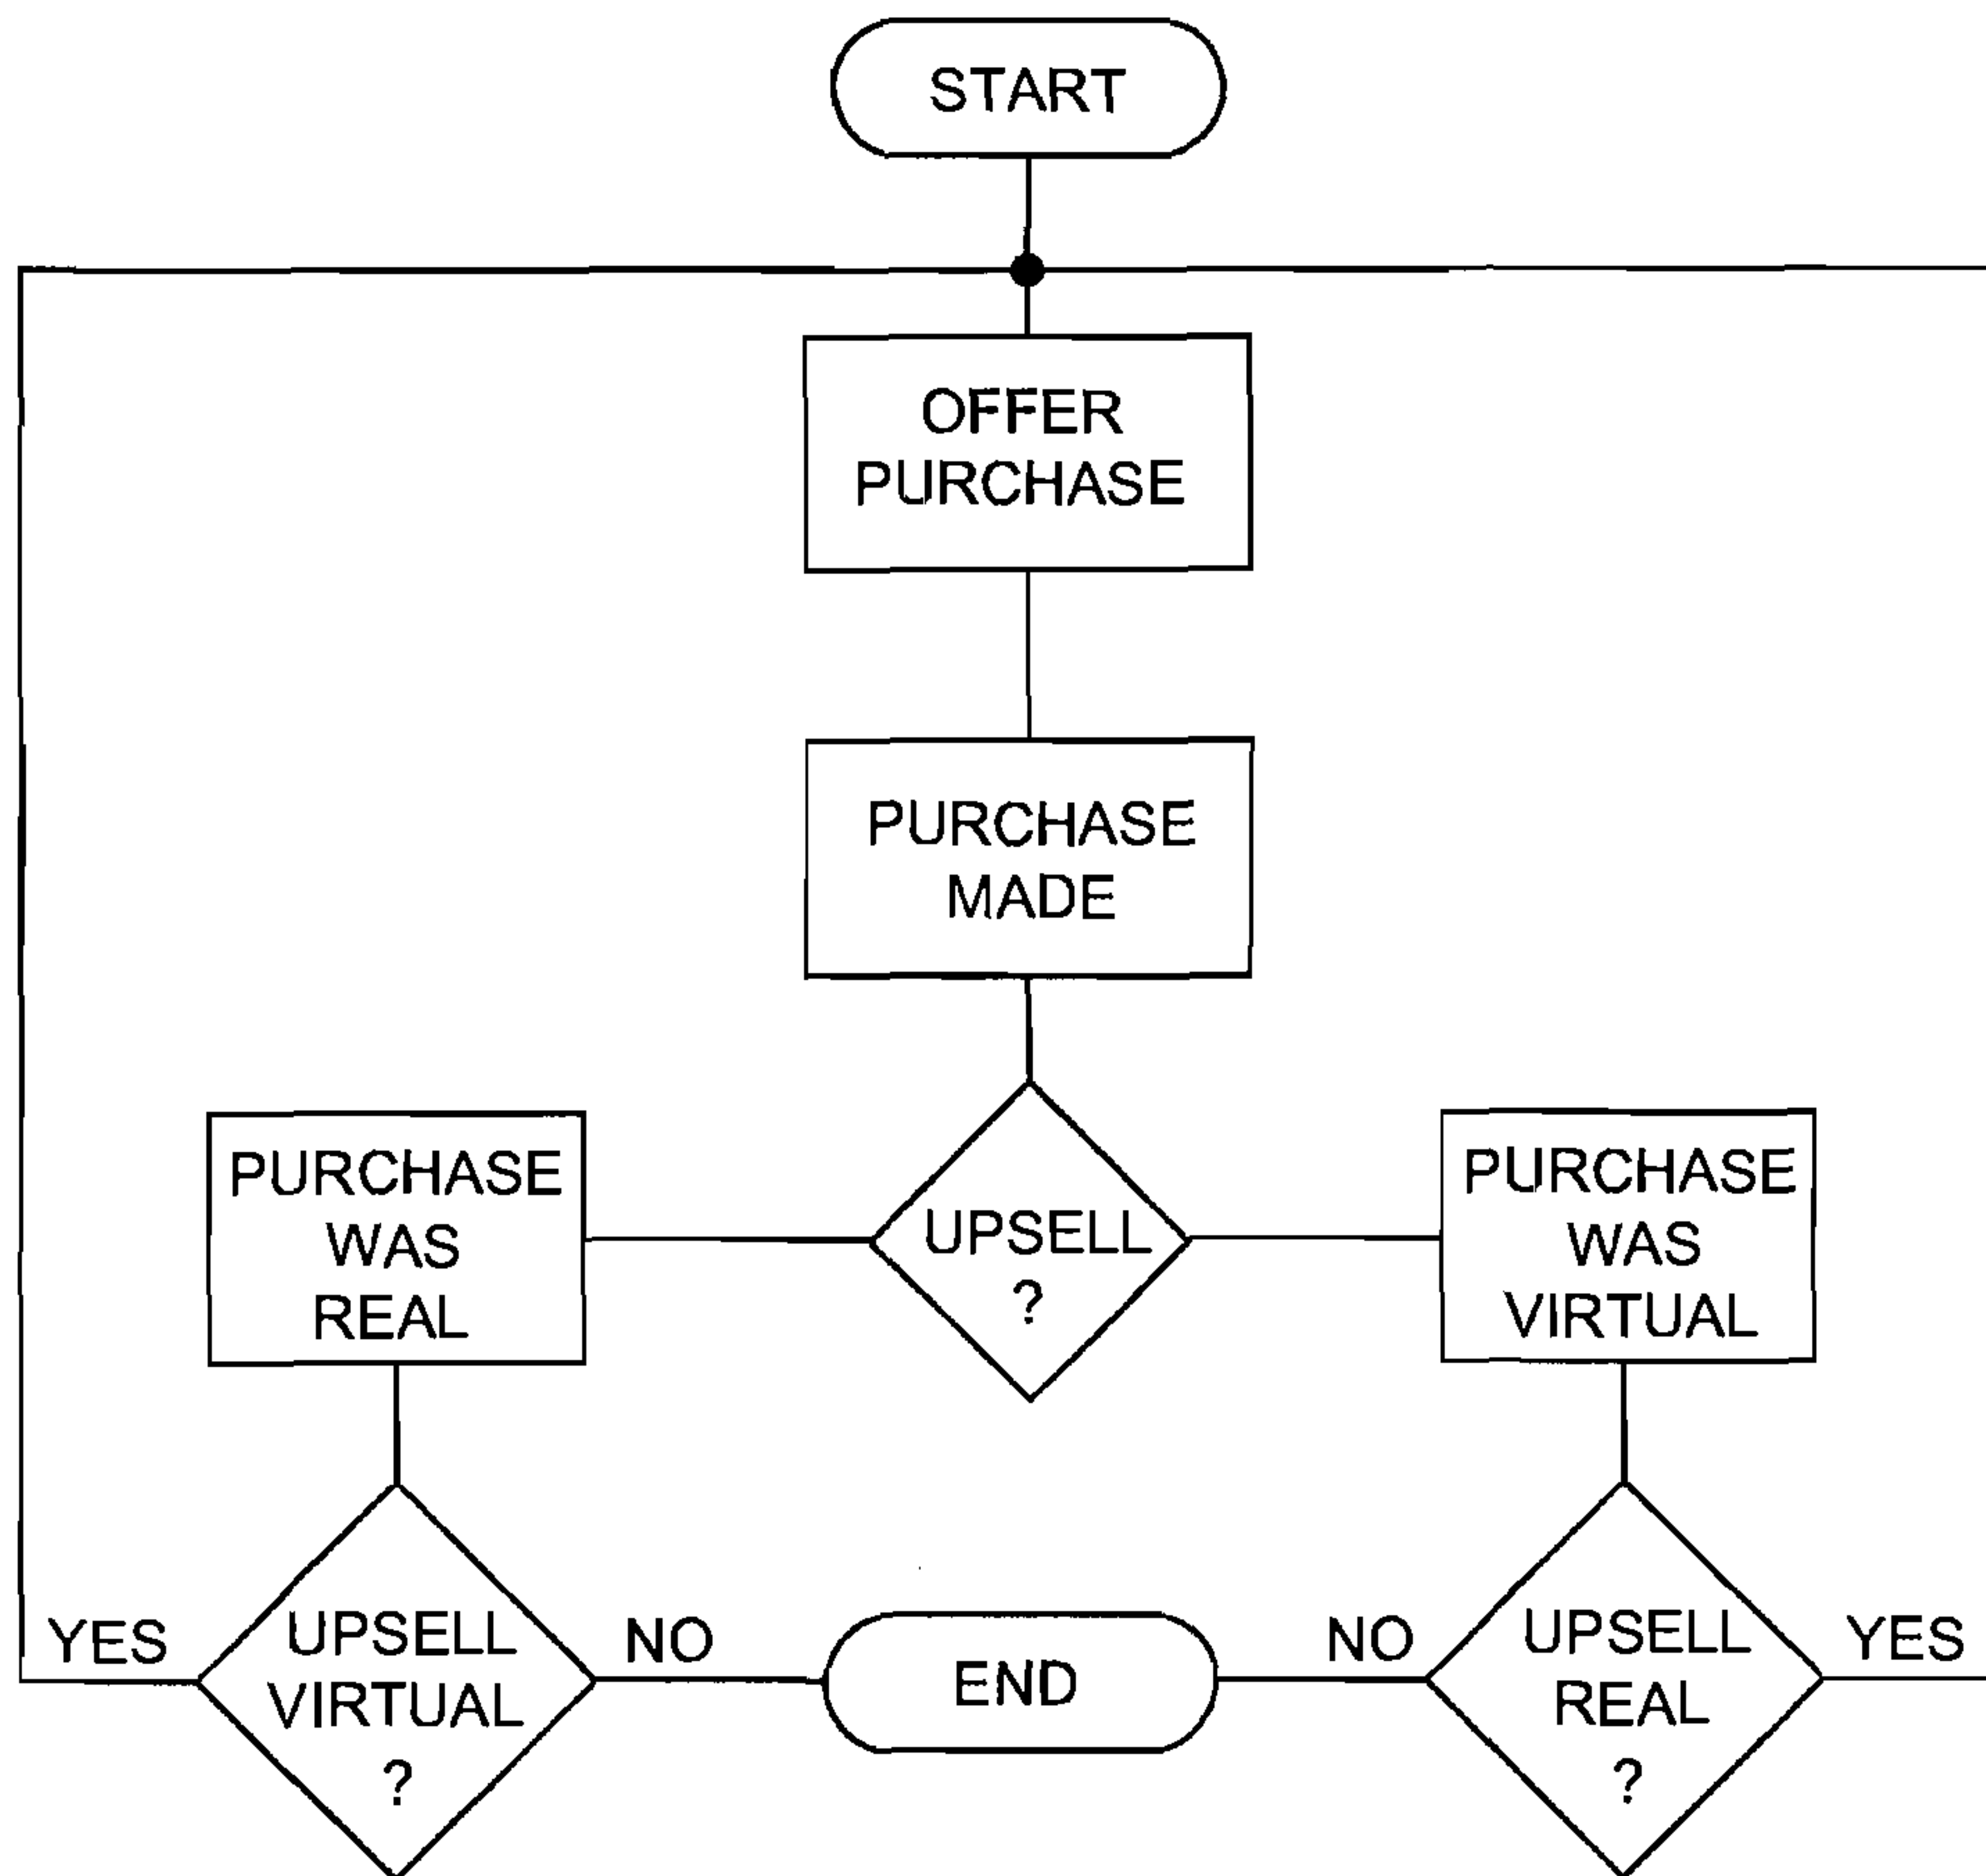 START
OFFER
PURCHASE
PURCHASE
MADE
PURCHASE
WAS
REAL
UPSELL
?
PURCHASE
WAS
VIRTUAL
YES
UPSELL
VIRTUAL
?
NO
END
NO
UPSELL
REAL
?
YES